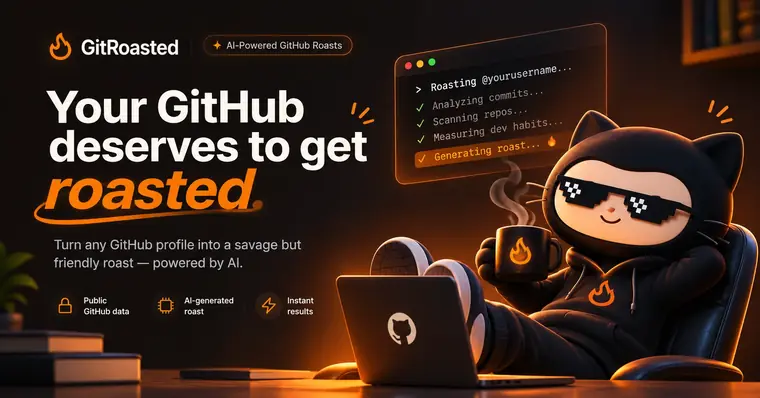 GitRoasted
AI-Powered GitHub Roasts
Your GitHub
deserves to get
roasted.
Turn any GitHub profile into a savage but
friendly roast — powered by AI.
Public
GitHub data
AI-generated
roast
Instant
results
> Roasting @yourusername...
✓ Analyzing commits...
✓ Scanning repos...
✓ Measuring dev habits...
✓ Generating roast... 🔥